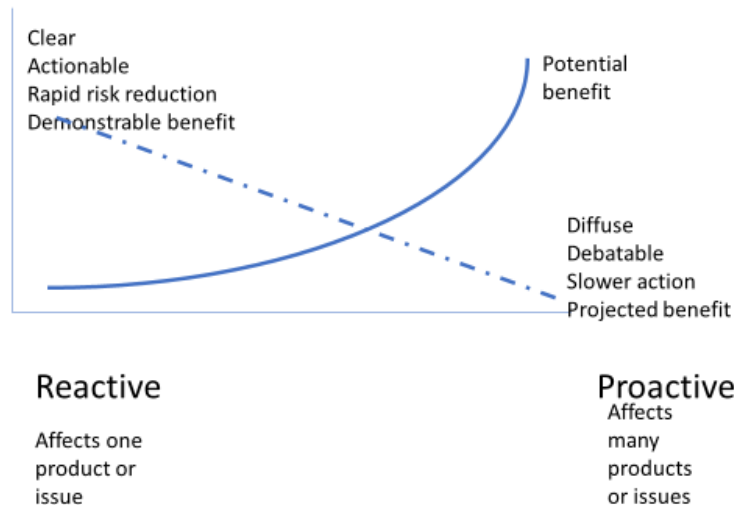 Clear
Actionable
Rapid risk reduction
Demonstrable benefit
Potential
benefit
Diffuse
Debatable
Slower action
Projected benefit
Reactive
Affects one
product or
issue
Proactive
Affects
many
products
or issues